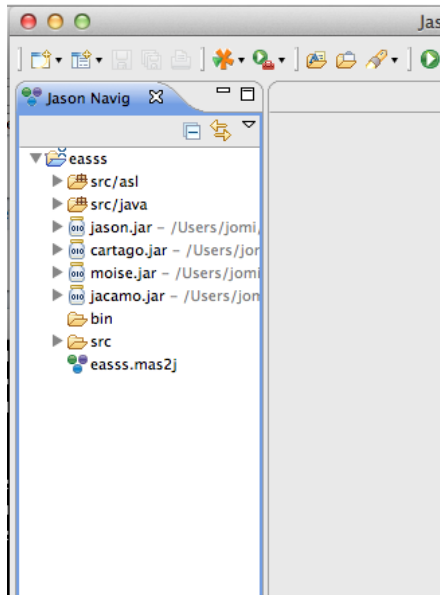 Jas
Jason Navig
easss
src/asl
src/java
jason.jar – /Users/jomi,
cartago.jar – /Users/jor
moise.jar – /Users/jomi
jacamo.jar – /Users/jon
bin
src
easss.mas2j